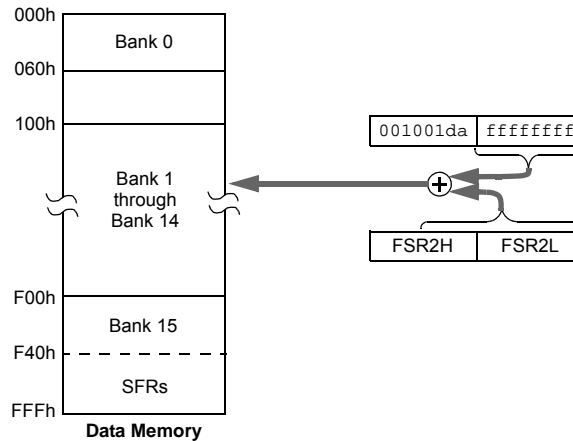 000h
Bank 0
060h
100h
001001da ffffffff
Bank 1
through
Bank 14
FSR2H FSR2L
F00h
Bank 15
F40h
SFRs
FFFh
Data Memory